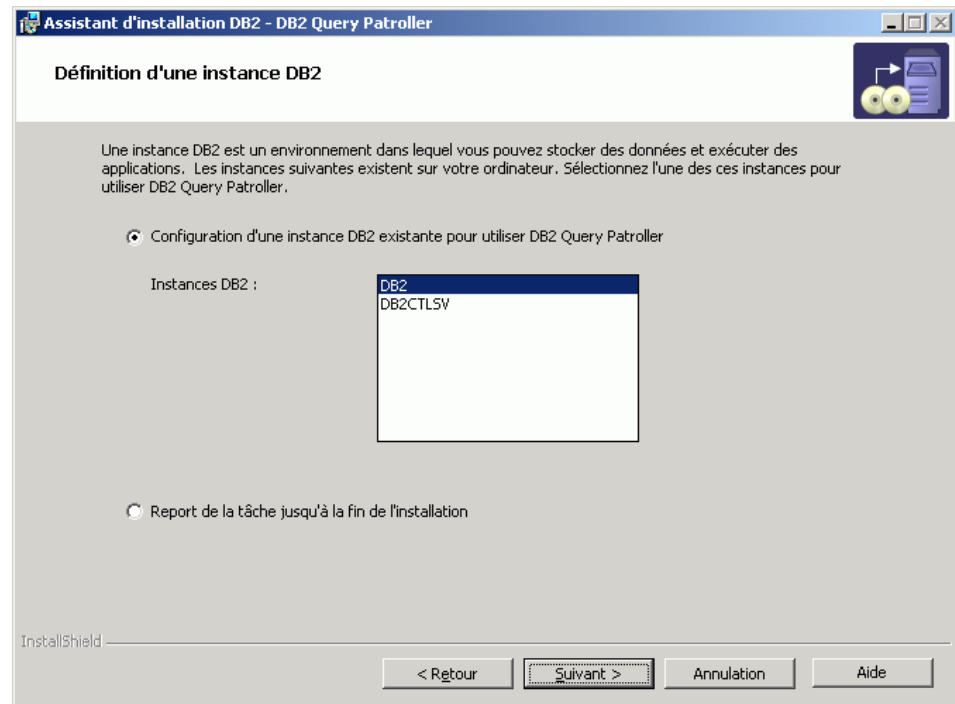 Assistant d'installation DB2 - DB2 Query Patroller
Définition d'une instance DB2
Une instance DB2 est un environnement dans lequel vous pouvez stocker des données et exécuter des
applications. Les instances suivantes existent sur votre ordinateur. Sélectionnez l'une des ces instances pour
utiliser DB2 Query Patroller.
Configuration d'une instance DB2 existante pour utiliser DB2 Query Patroller
Instances DB2 :
DB2
DB2CTLSV
Report de la tâche jusqu'à la fin de l'installation
InstallShield
< Retour
Suivant >
Annulation
Aide